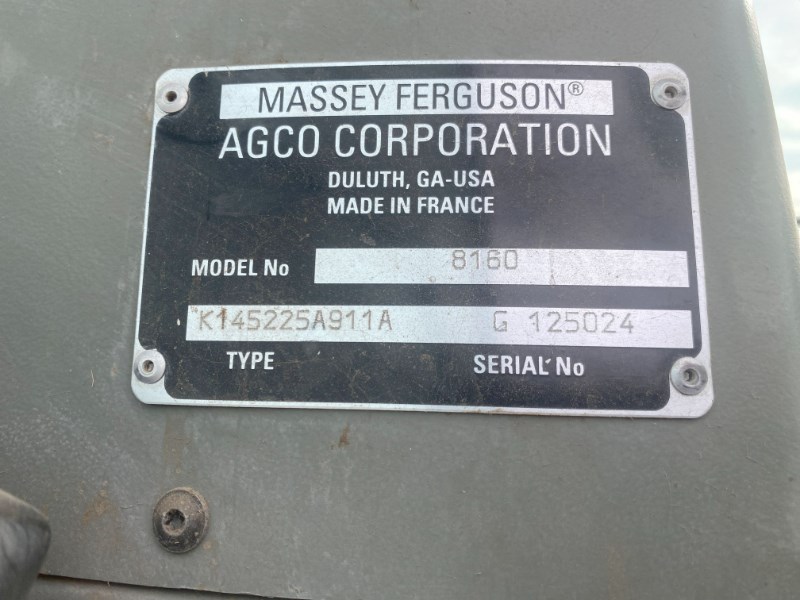 MASSEY FERGUSON®
AGCO CORPORATION
DULUTH, GA-USA
MADE IN FRANCE
MODEL No 8160
K145225A911A G 125024
TYPE SERIAL No